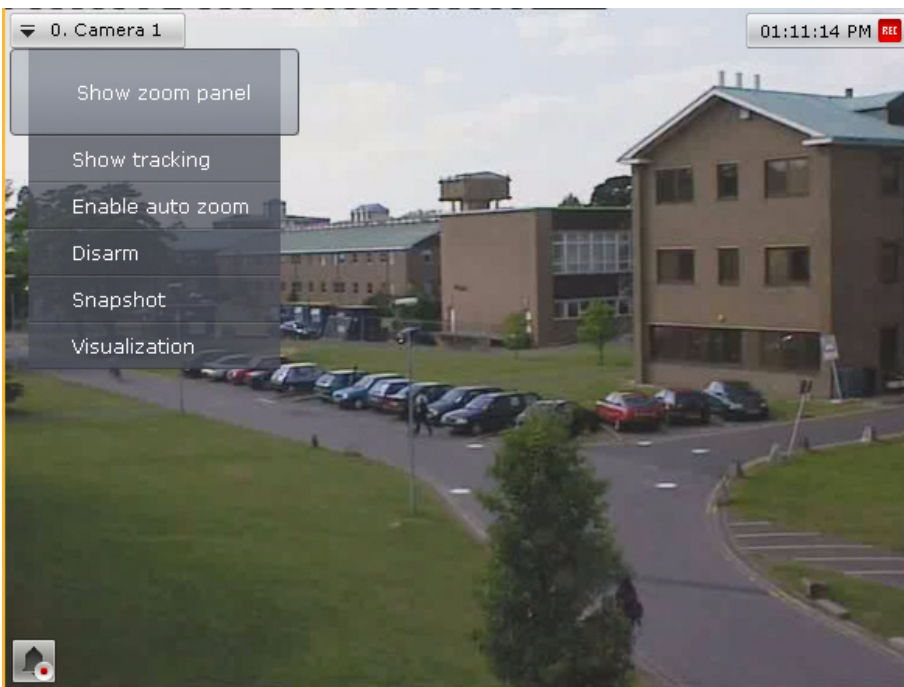 0. Camera 1
01:11:14 PM REC
Show zoom panel
Show tracking
Enable auto zoom
Disarm
Snapshot
Visualization